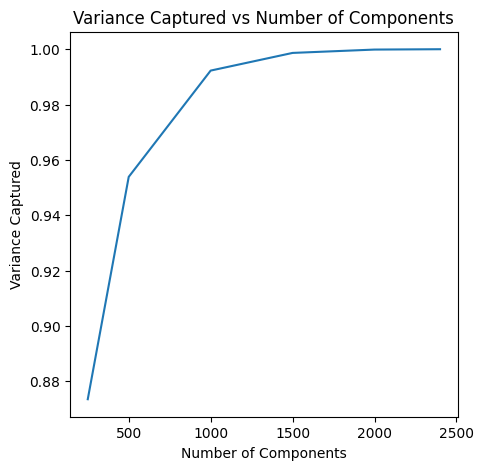 Variance Captured vs Number of Components
1.00
0.98
0.96
0.94
0.92
0.90
0.88
Variance Captured
500 1000 1500 2000 2500
Number of Components